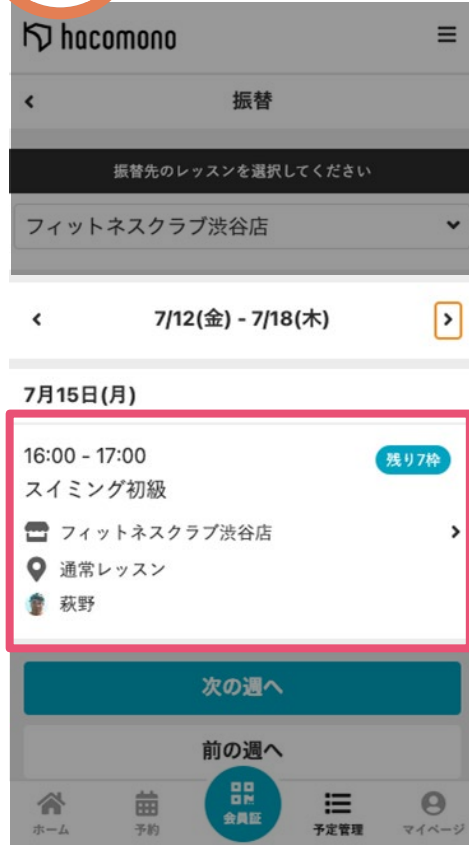 hacomono
振替
振替先のレッスンを選択してください
フィットネスクラブ渋谷店
7/12(金) - 7/18(木)
7月15日(月)
16:00 - 17:00
残り7枠
スイミング初級
フィットネスクラブ渋谷店
通常レッスン
萩野
次の週へ
前の週へ
ホーム
予約
会員証
予定管理
マイページ